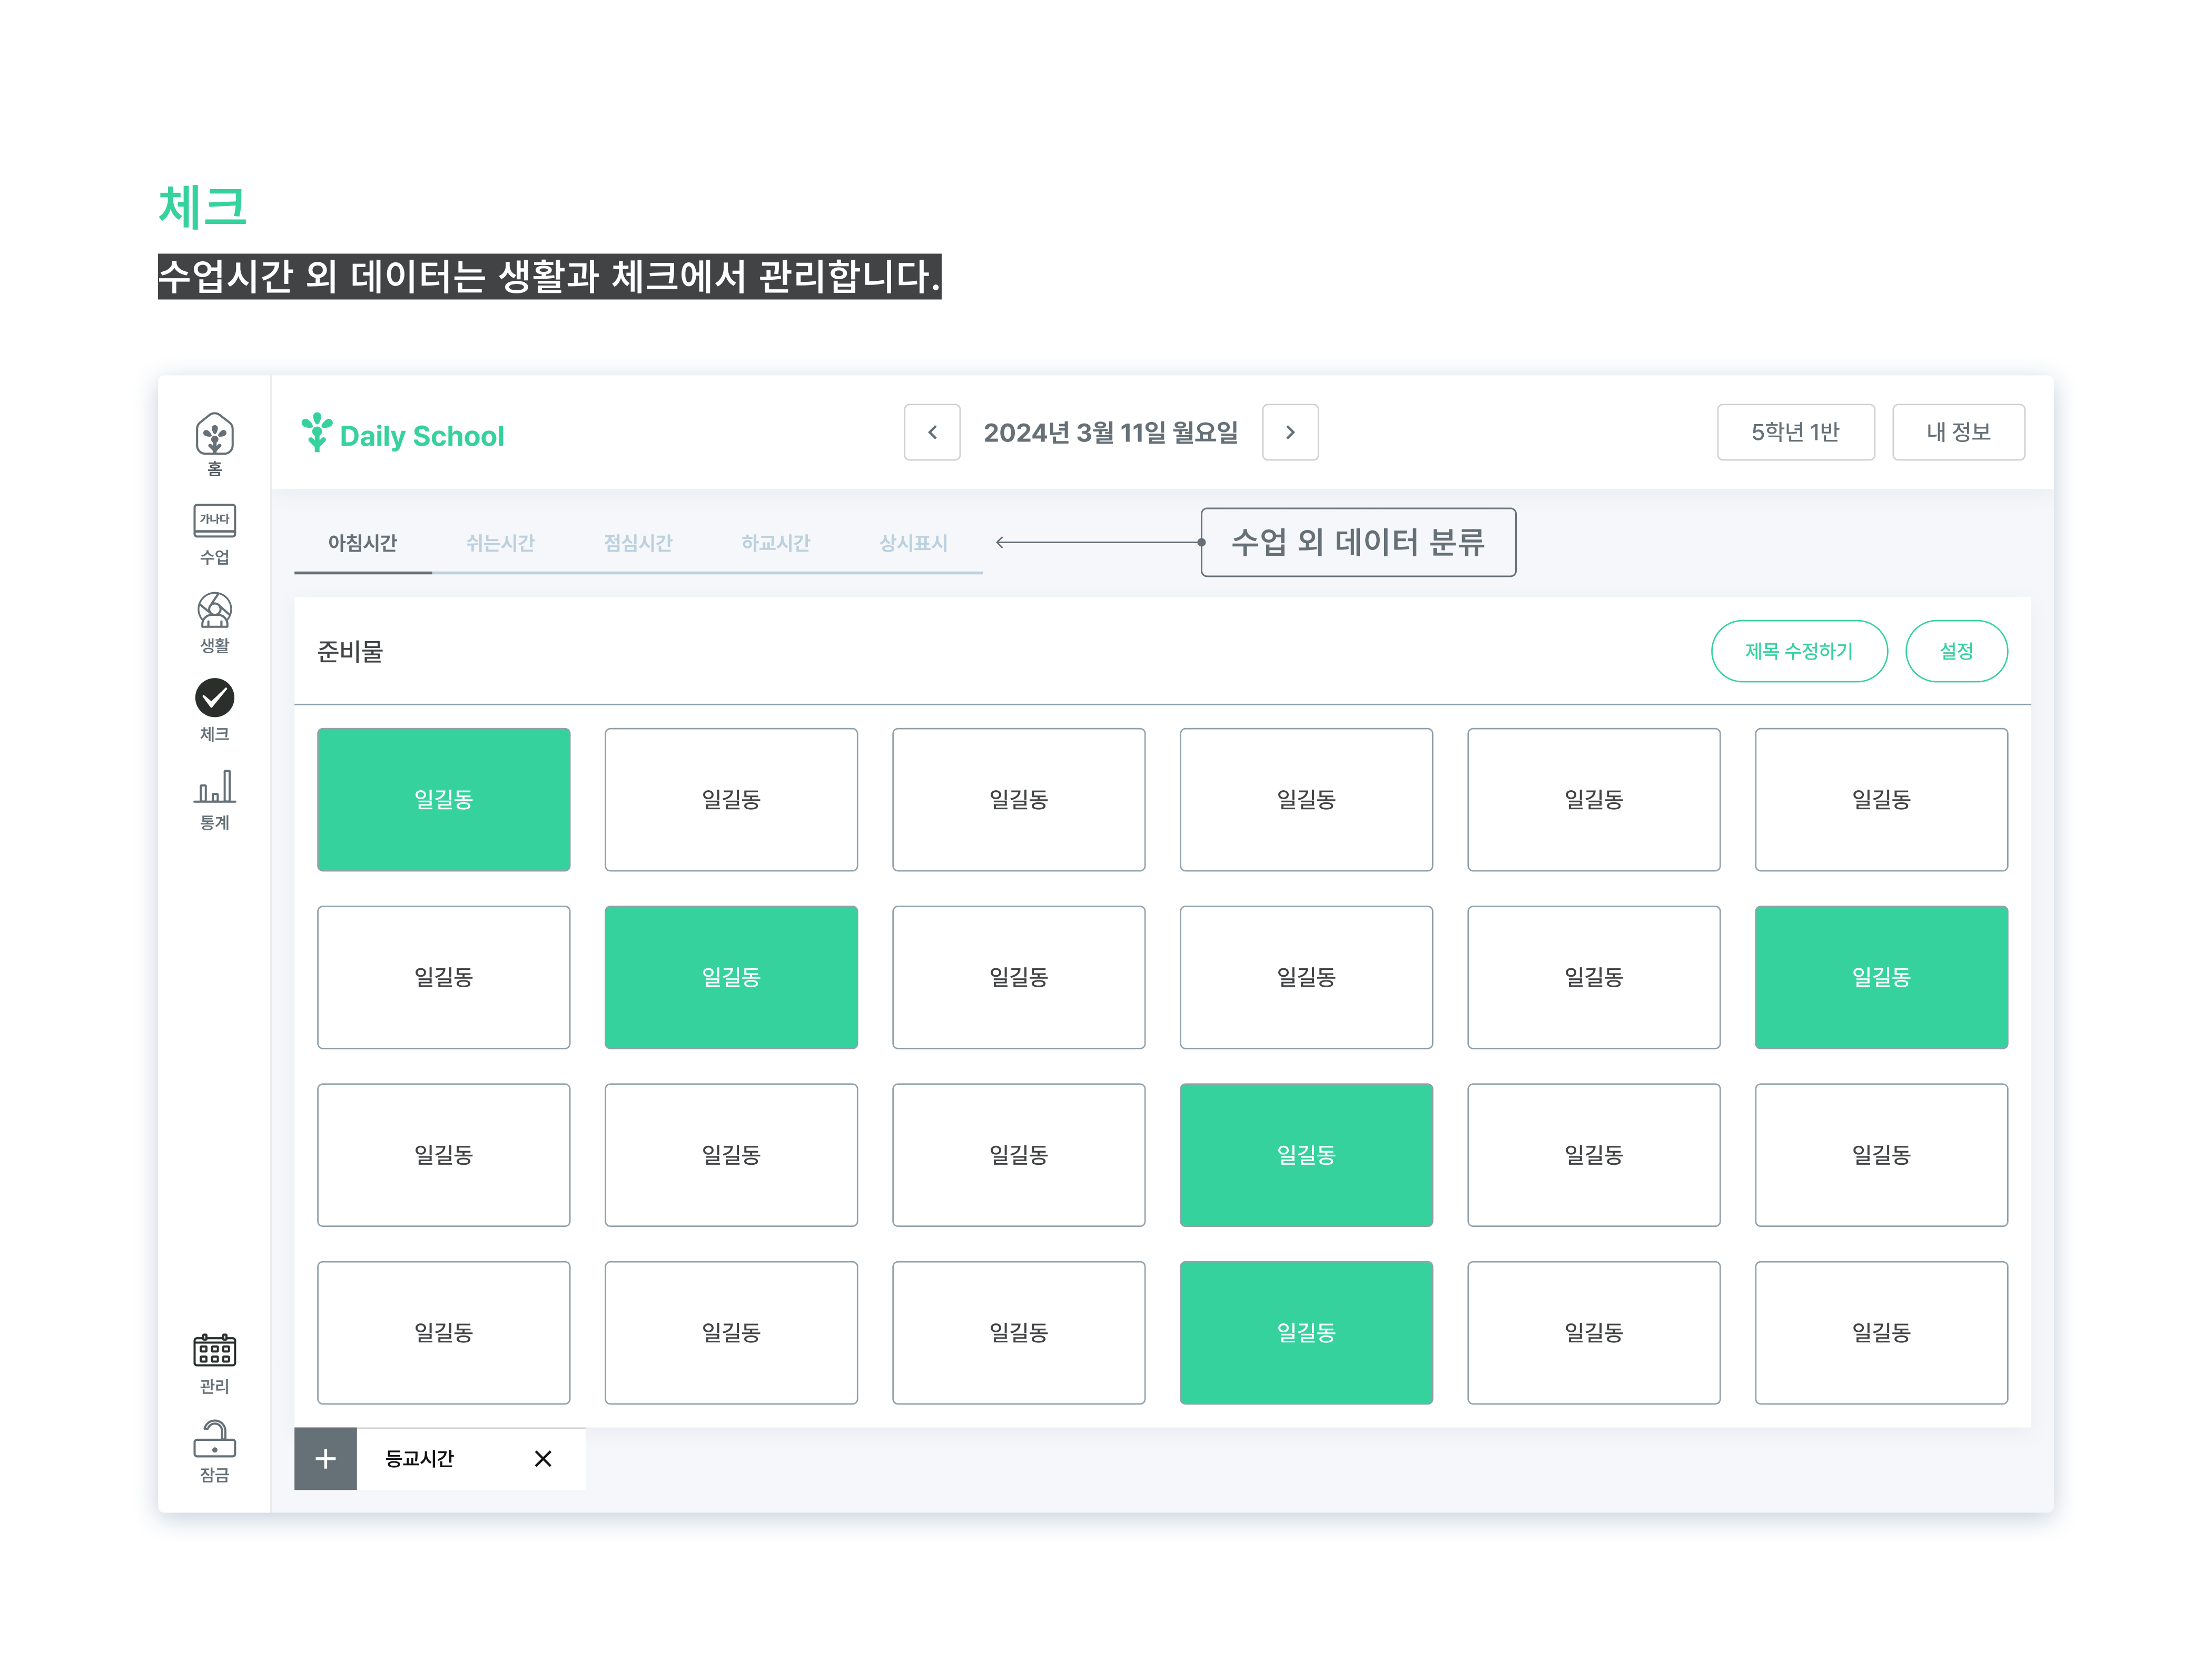 체크
수업시간 외 데이터는 생활과 체크에서 관리합니다.
홈
가나다
수업
생활
체크
통계
관리
잠금
Daily School
2024년 3월 11일 월요일
5학년 1반
내 정보
아침시간 쉬는시간 점심시간 하교시간 상시표시
수업 외 데이터 분류
준비물
제목 수정하기
설정
일길동 일길동 일길동 일길동 일길동 일길동
일길동 일길동 일길동 일길동 일길동 일길동
일길동 일길동 일길동 일길동 일길동 일길동
일길동 일길동 일길동 일길동 일길동 일길동
등교시간